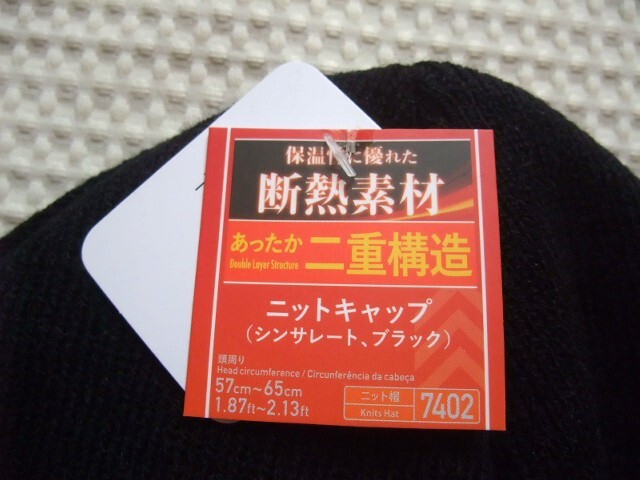 保温性に優れた
断熱素材
あったか 二重構造
Double Layer Structure
ニットキャップ
(シンサレート、ブラック)
頭周り
Head circumference / Circunferência da cabeça
57cm～65cm
1.87ft～2.13ft
ニット帽
Knits Hat
7402